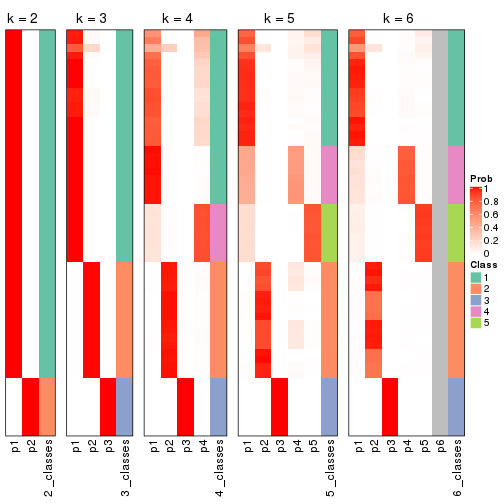 k = 2
k = 3
k = 4
k = 5
k = 6
p1
p2
2_classes
p1
p2
p3
3_classes
p1
p2
p3
p4
4_classes
p1
p2
p3
p4
p5
5_classes
p1
p2
p3
p4
p5
p6
6_classes
Prob
1
0.8
0.6
0.4
0.2
0
Class
1
2
3
4
5